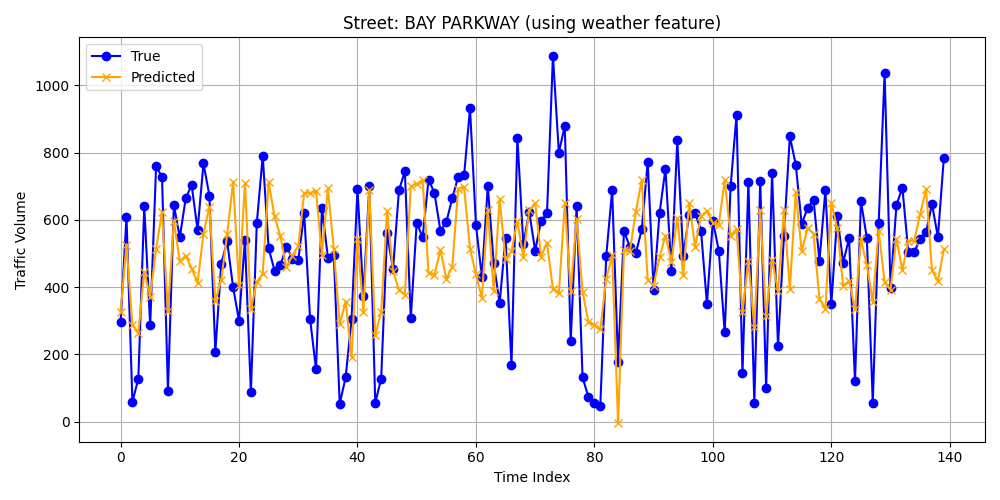 Street: BAY PARKWAY (using weather feature)
True
Predicted
Traffic Volume
1000
800
600
400
200
0
0 20 40 60 80 100 120 140
Time Index